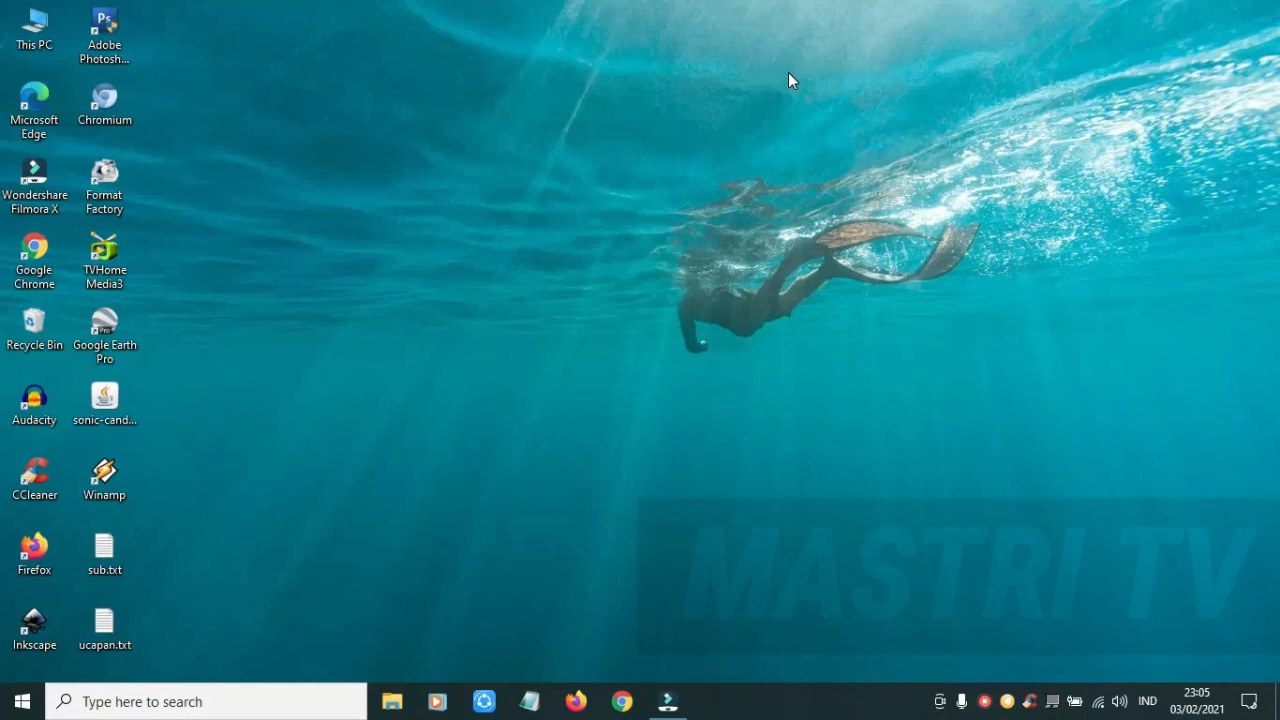 This PC
Adobe
Photosh...
Microsoft
Edge
Chromium
Wondershare
Filmora X
Format
Factory
Google
Chrome
TVHome
Media3
Recycle Bin
Google Earth
Pro
Audacity
sonic-cand...
CCleaner
Winamp
Firefox
sub.txt
Inkscape
ucapan.txt
MASTRI TV
Type here to search
IND
23:05
03/02/2021